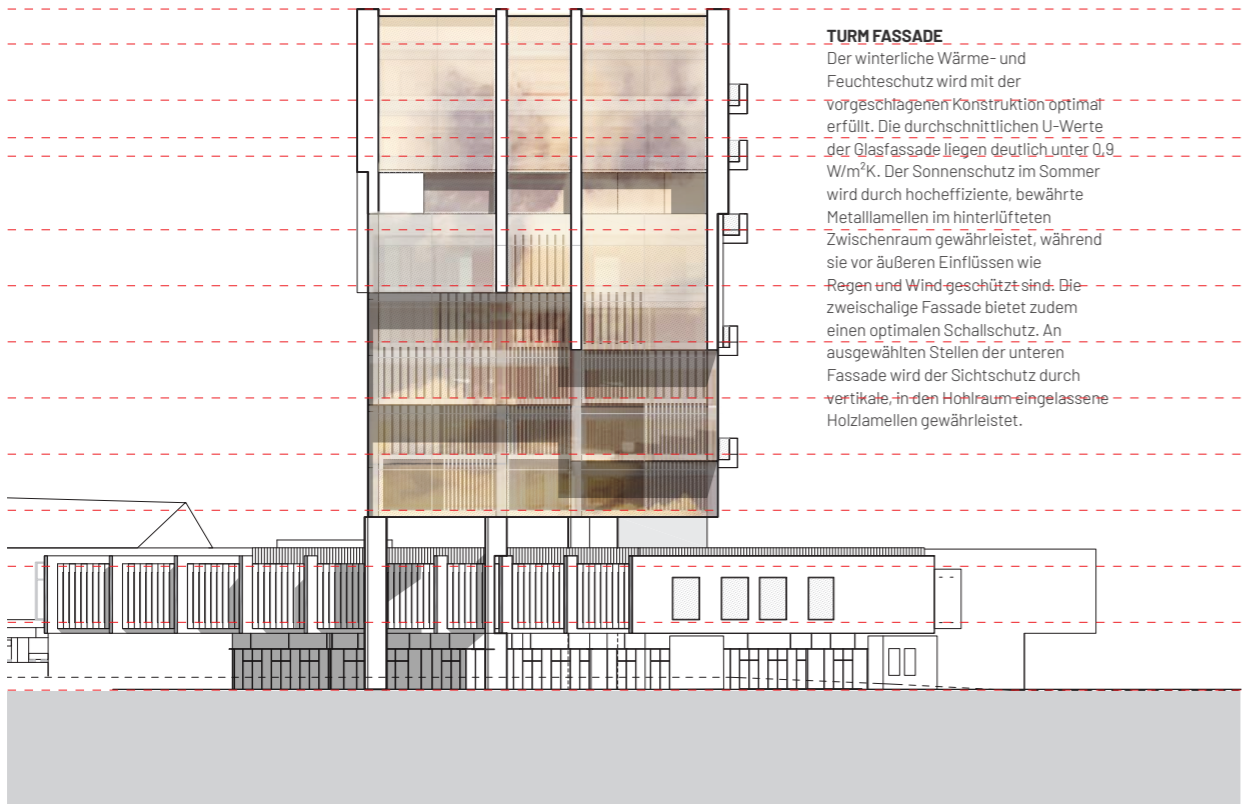 TURM FASSADE
Der winterliche Wärme- und
Feuchteschutz wird mit der
vorgeschlagenen Konstruktion optimal
erfüllt. Die durchschnittlichen U-Werte
der Glasfassade liegen deutlich unter 0,9
W/m²K. Der Sonnenschutz im Sommer
wird durch hocheffiziente, bewährte
Metalllamellen im hinterlüfteten
Zwischenraum gewährleistet, während
sie vor äußeren Einflüssen wie
Regen und Wind geschützt sind. Die
zweischalige Fassade bietet zudem
einen optimalen Schallschutz. An
ausgewählten Stellen der unteren
Fassade wird der Sichtschutz durch
vertikale, in den Hohlraum eingelassene
Holzlamellen gewährleistet.